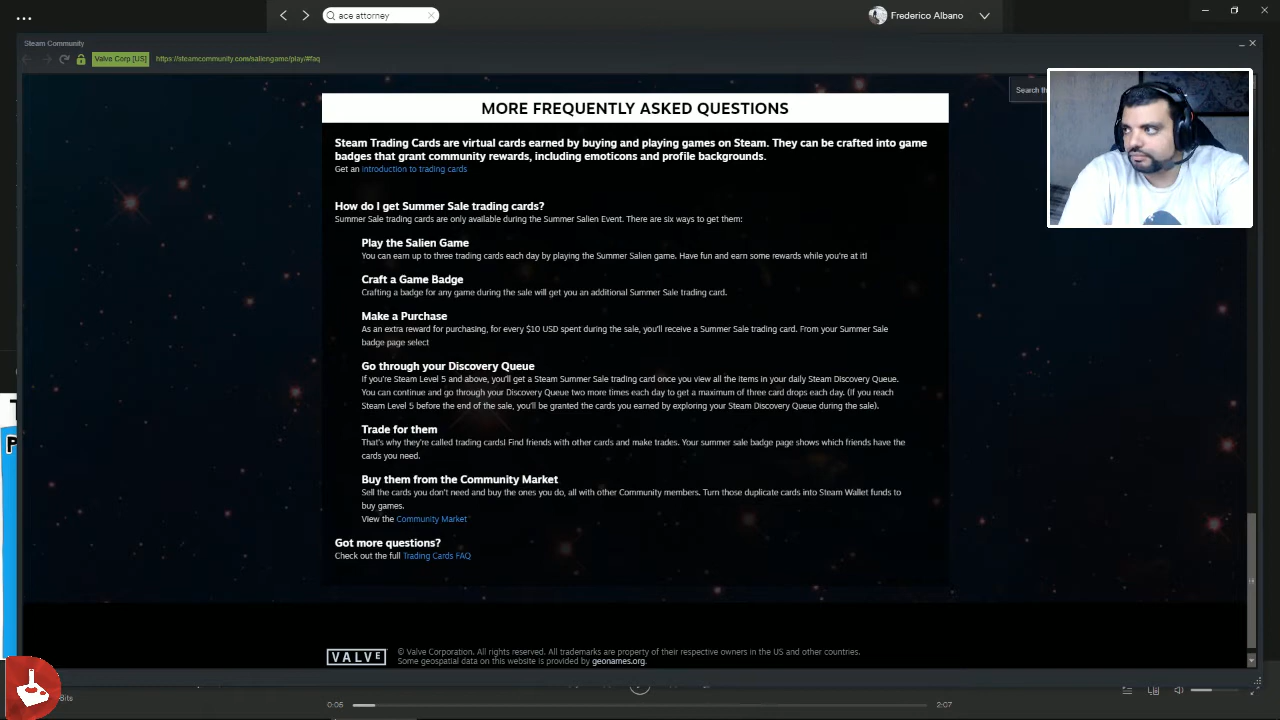 ace attorney
Frederico Albano
Steam Community
Valve Corp [US] https://steamcommunity.com/saliengame/play/#faq
Search th
MORE FREQUENTLY ASKED QUESTIONS
Steam Trading Cards are virtual cards earned by buying and playing games on Steam. They can be crafted into game
badges that grant community rewards, including emoticons and profile backgrounds.
Get an introduction to trading cards
How do I get Summer Sale trading cards?
Summer Sale trading cards are only available during the Summer Salien Event. There are six ways to get them:
Play the Salien Game
You can earn up to three trading cards each day by playing the Summer Salien game. Have fun and earn some rewards while you're at it!
Craft a Game Badge
Crafting a badge for any game during the sale will get you an additional Summer Sale trading card.
Make a Purchase
As an extra reward for purchasing, for every $10 USD spent during the sale, you'll receive a Summer Sale trading card. From your Summer Sale
badge page select
Go through your Discovery Queue
If you're Steam Level 5 and above, you'll get a Steam Summer Sale trading card once you view all the items in your daily Steam Discovery Queue.
You can continue and go through your Discovery Queue two more times each day to get a maximum of three card drops each day. (If you reach
Steam Level 5 before the end of the sale, you'll be granted the cards you earned by exploring your Steam Discovery Queue during the sale).
Trade for them
That's why they're called trading cards! Find friends with other cards and make trades. Your summer sale badge page shows which friends have the
cards you need.
Buy them from the Community Market
Sell the cards you don't need and buy the ones you do, all with other Community members. Turn those duplicate cards into Steam Wallet funds to
buy games.
View the Community Market
Got more questions?
Check out the full Trading Cards FAQ
VALVE
© Valve Corporation. All rights reserved. All trademarks are property of their respective owners in the US and other countries.
Some geospatial data on this website is provided by geonames.org.
0:05
2:07